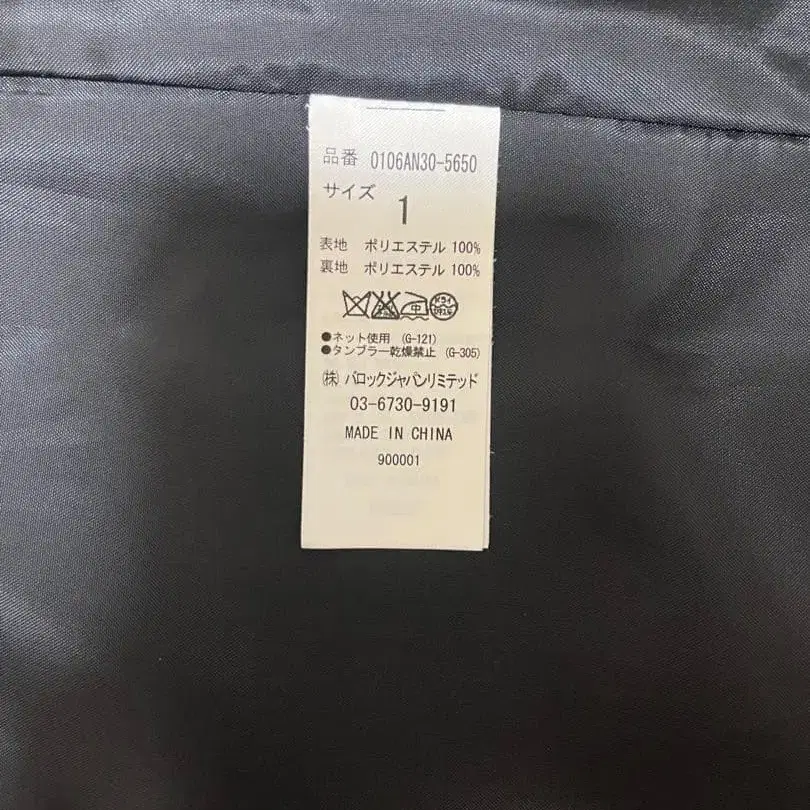 品番 0106AN30-5650
サイズ 1
表地 ポリエステル 100%
裏地 ポリエステル 100%
中
●ネット使用 (G-121)
●タンブラー乾燥禁止 (G-305)
㈱ バロックジャパンリミテッド
03-6730-9191
MADE IN CHINA
900001